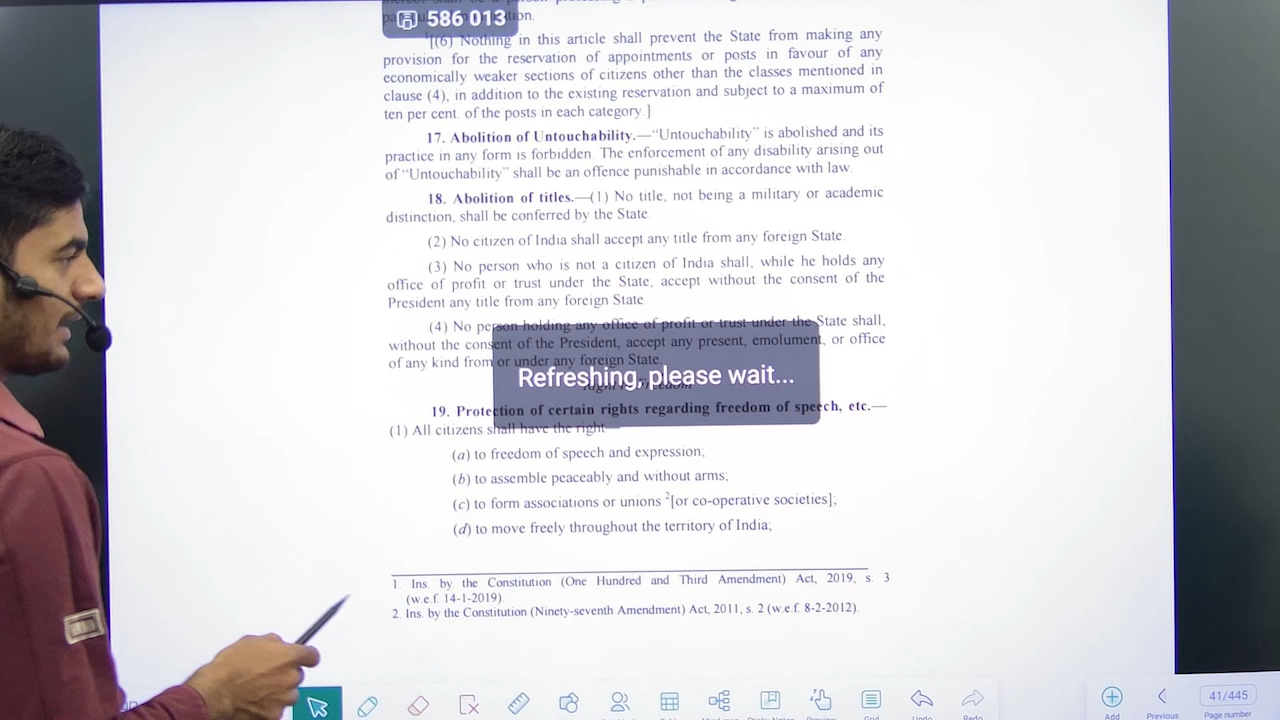 586 013
tion.
¹[(6) Nothing in this article shall prevent the State from making any
provision for the reservation of appointments or posts in favour of any
economically weaker sections of citizens other than the classes mentioned in
clause (4), in addition to the existing reservation and subject to a maximum of
ten per cent. of the posts in each category.]
17. Abolition of Untouchability.—“Untouchability” is abolished and its
practice in any form is forbidden. The enforcement of any disability arising out
of “Untouchability” shall be an offence punishable in accordance with law.
18. Abolition of titles.—(1) No title, not being a military or academic
distinction, shall be conferred by the State.
(2) No citizen of India shall accept any title from any foreign State.
(3) No person who is not a citizen of India shall, while he holds any
office of profit or trust under the State, accept without the consent of the
President any title from any foreign State.
(4) No person holding any office of profit or trust under the State shall,
without the consent of the President, accept any present, emolument, or office
of any kind from or under any foreign State.
Refreshing, please wait...
19. Protection of certain rights regarding freedom of speech, etc.—
(1) All citizens shall have the right—
(a) to freedom of speech and expression;
(b) to assemble peaceably and without arms;
(c) to form associations or unions ²[or co-operative societies];
(d) to move freely throughout the territory of India;
1. Ins. by the Constitution (One Hundred and Third Amendment) Act, 2019, s. 3
(w.e.f. 14-1-2019).
2. Ins. by the Constitution (Ninety-seventh Amendment) Act, 2011, s. 2 (w.e.f. 8-2-2012).
41/445
Add Previous Page number
Grid Undo Redo